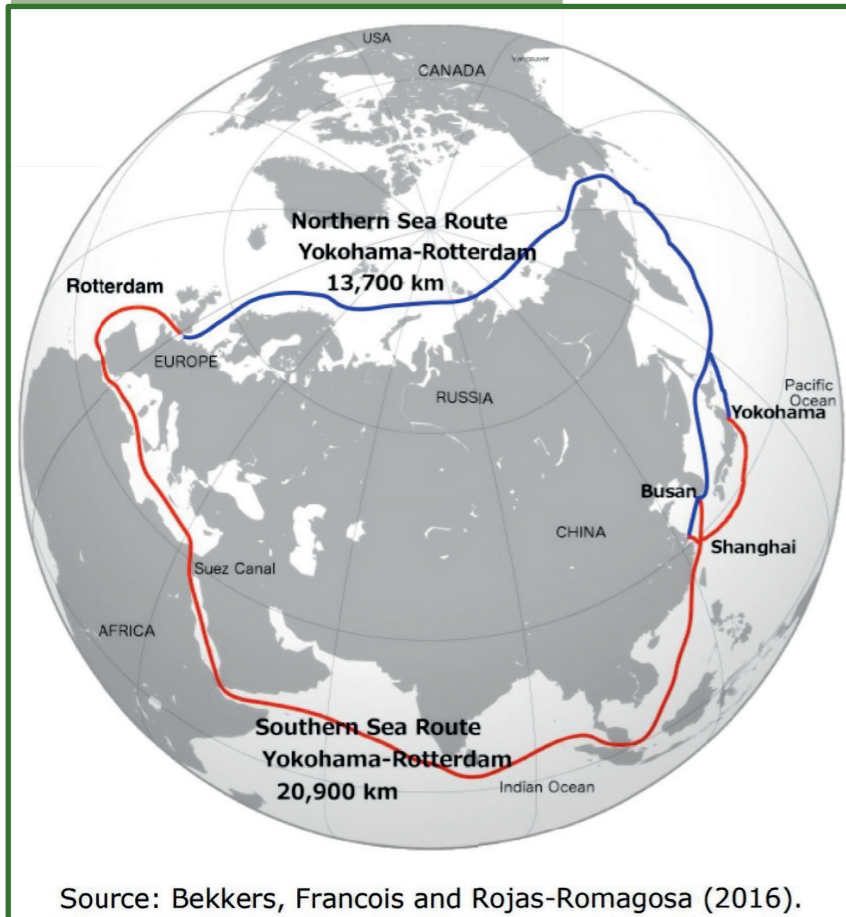 USA
Vancouver
CANADA
Northern Sea Route
Yokohama-Rotterdam
13,700 km
Rotterdam
EUROPE
RUSSIA
Pacific
Ocean
Yokohama
Busan
CHINA
Shanghai
Suez Canal
AFRICA
Southern Sea Route
Yokohama-Rotterdam
20,900 km
Indian Ocean
Source: Bekkers, Francois and Rojas-Romagosa (2016).